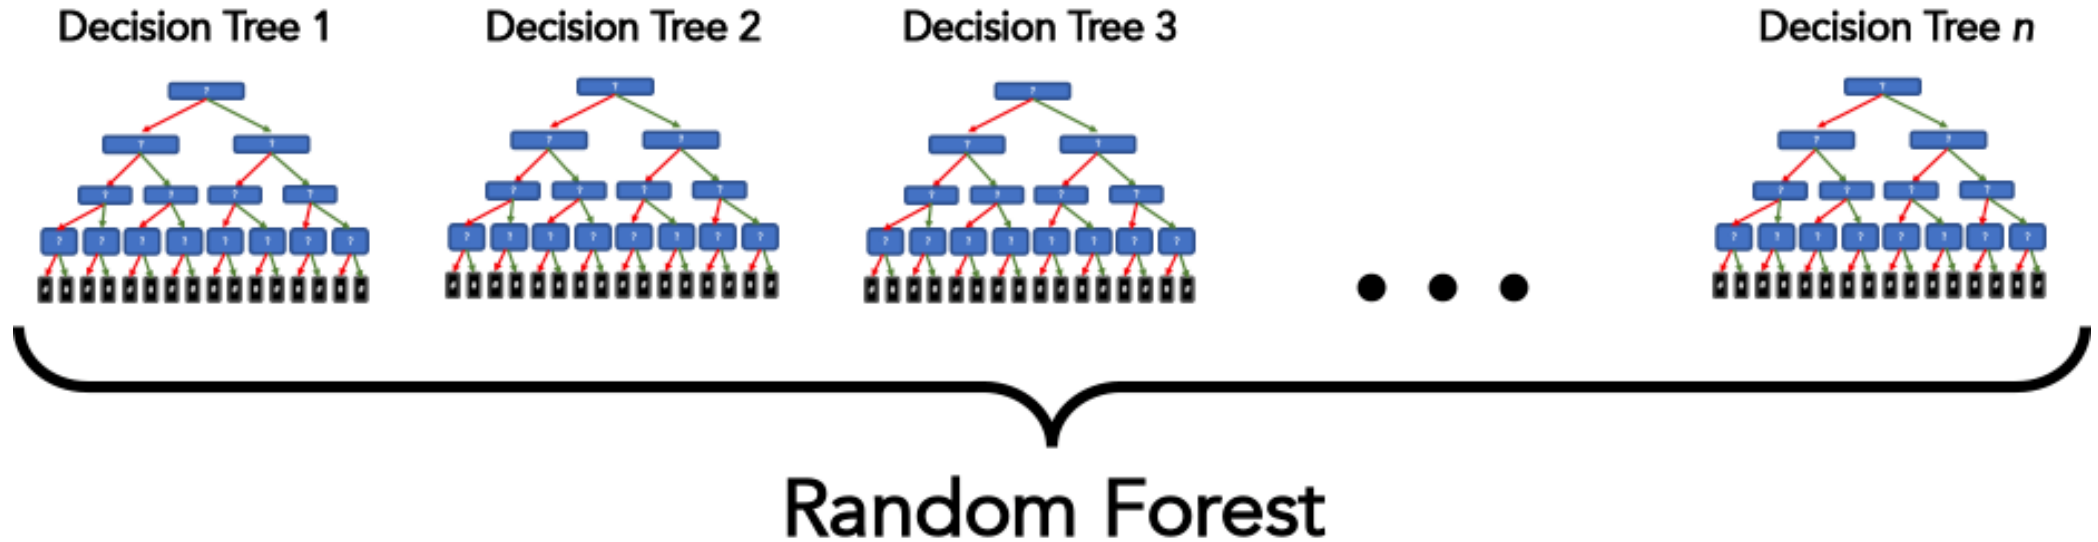 Decision Tree 1
Decision Tree 2
Decision Tree 3
Decision Tree n
Random Forest